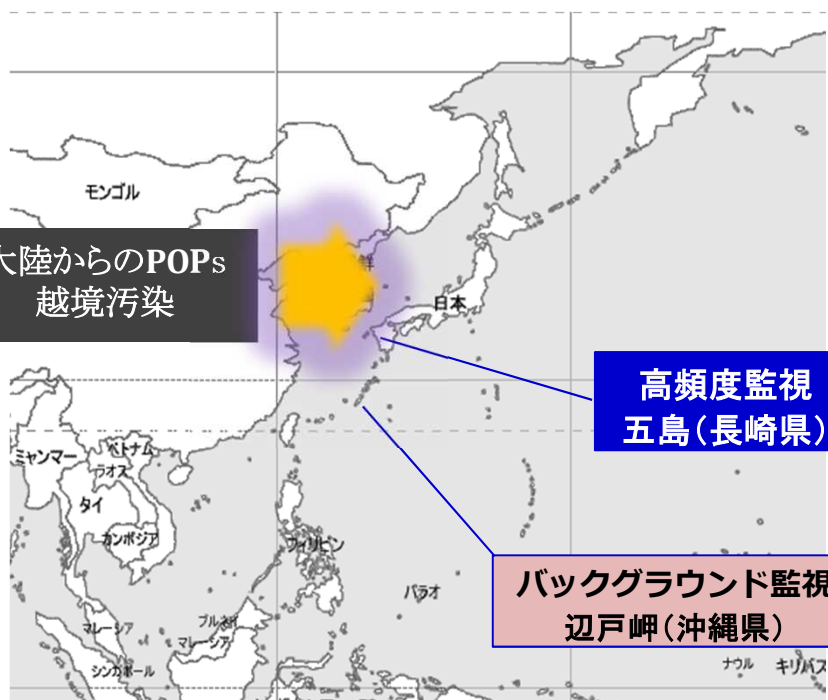 モンゴル
大陸からのPOPs
越境汚染
鮮
日本
高頻度監視
五島(長崎県)
ミャンマー
ベトナム
ラオス
タイ
カンボジア
フィリピン
バックグラウンド監視
辺戸岬(沖縄県)
パラオ
マレーシア
ブルネイ
マレーシア
シンガポール
ナウル
キリバス